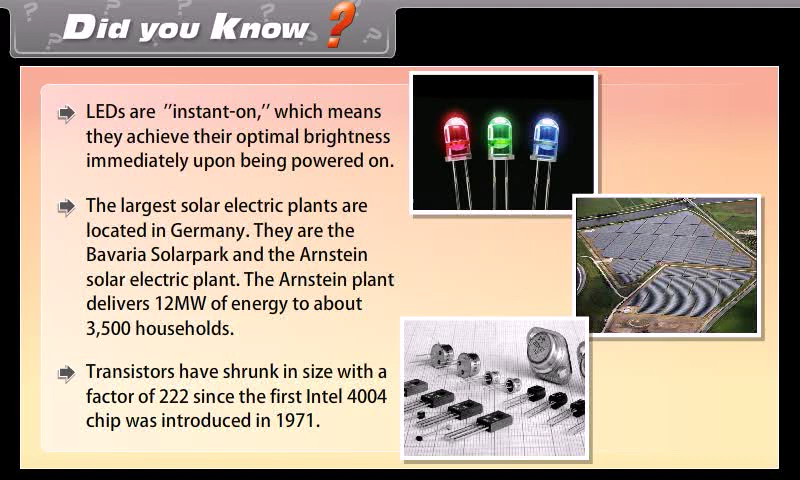 Did you Know ?
LEDs are "instant-on," which means
they achieve their optimal brightness
immediately upon being powered on.
The largest solar electric plants are
located in Germany. They are the
Bavaria Solarpark and the Arnstein
solar electric plant. The Arnstein plant
delivers 12MW of energy to about
3,500 households.
Transistors have shrunk in size with a
factor of 222 since the first Intel 4004
chip was introduced in 1971.